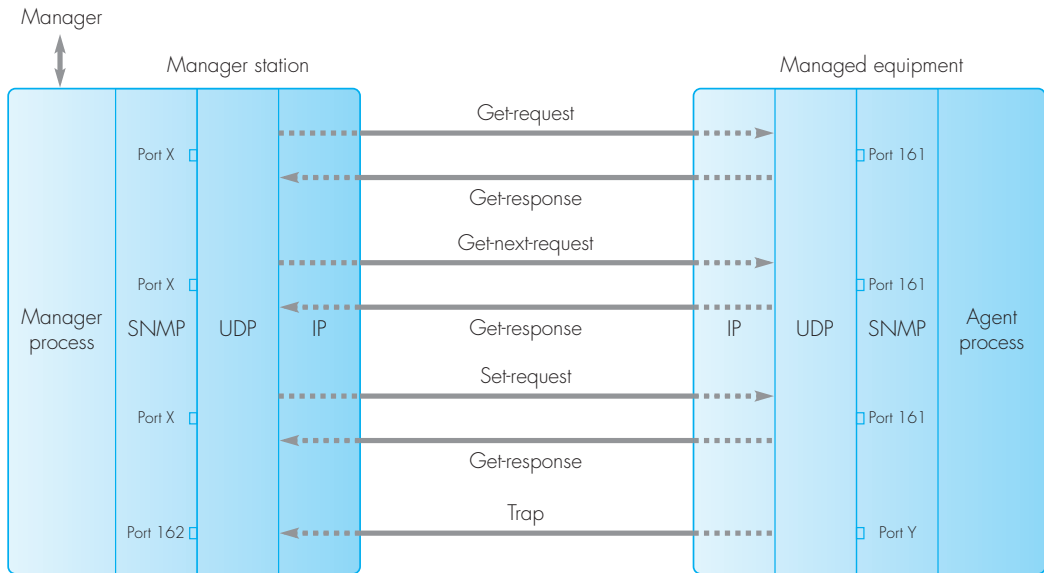 Manager
Manager station
Managed equipment
Get-request
Port X
Port 161
Get-response
Get-next-request
Port X
Port 161
Get-response
Manager
process
SNMP
UDP
IP
IP
UDP
SNMP
Agent
process
Set-request
Port X
Port 161
Get-response
Trap
Port 162
Port Y